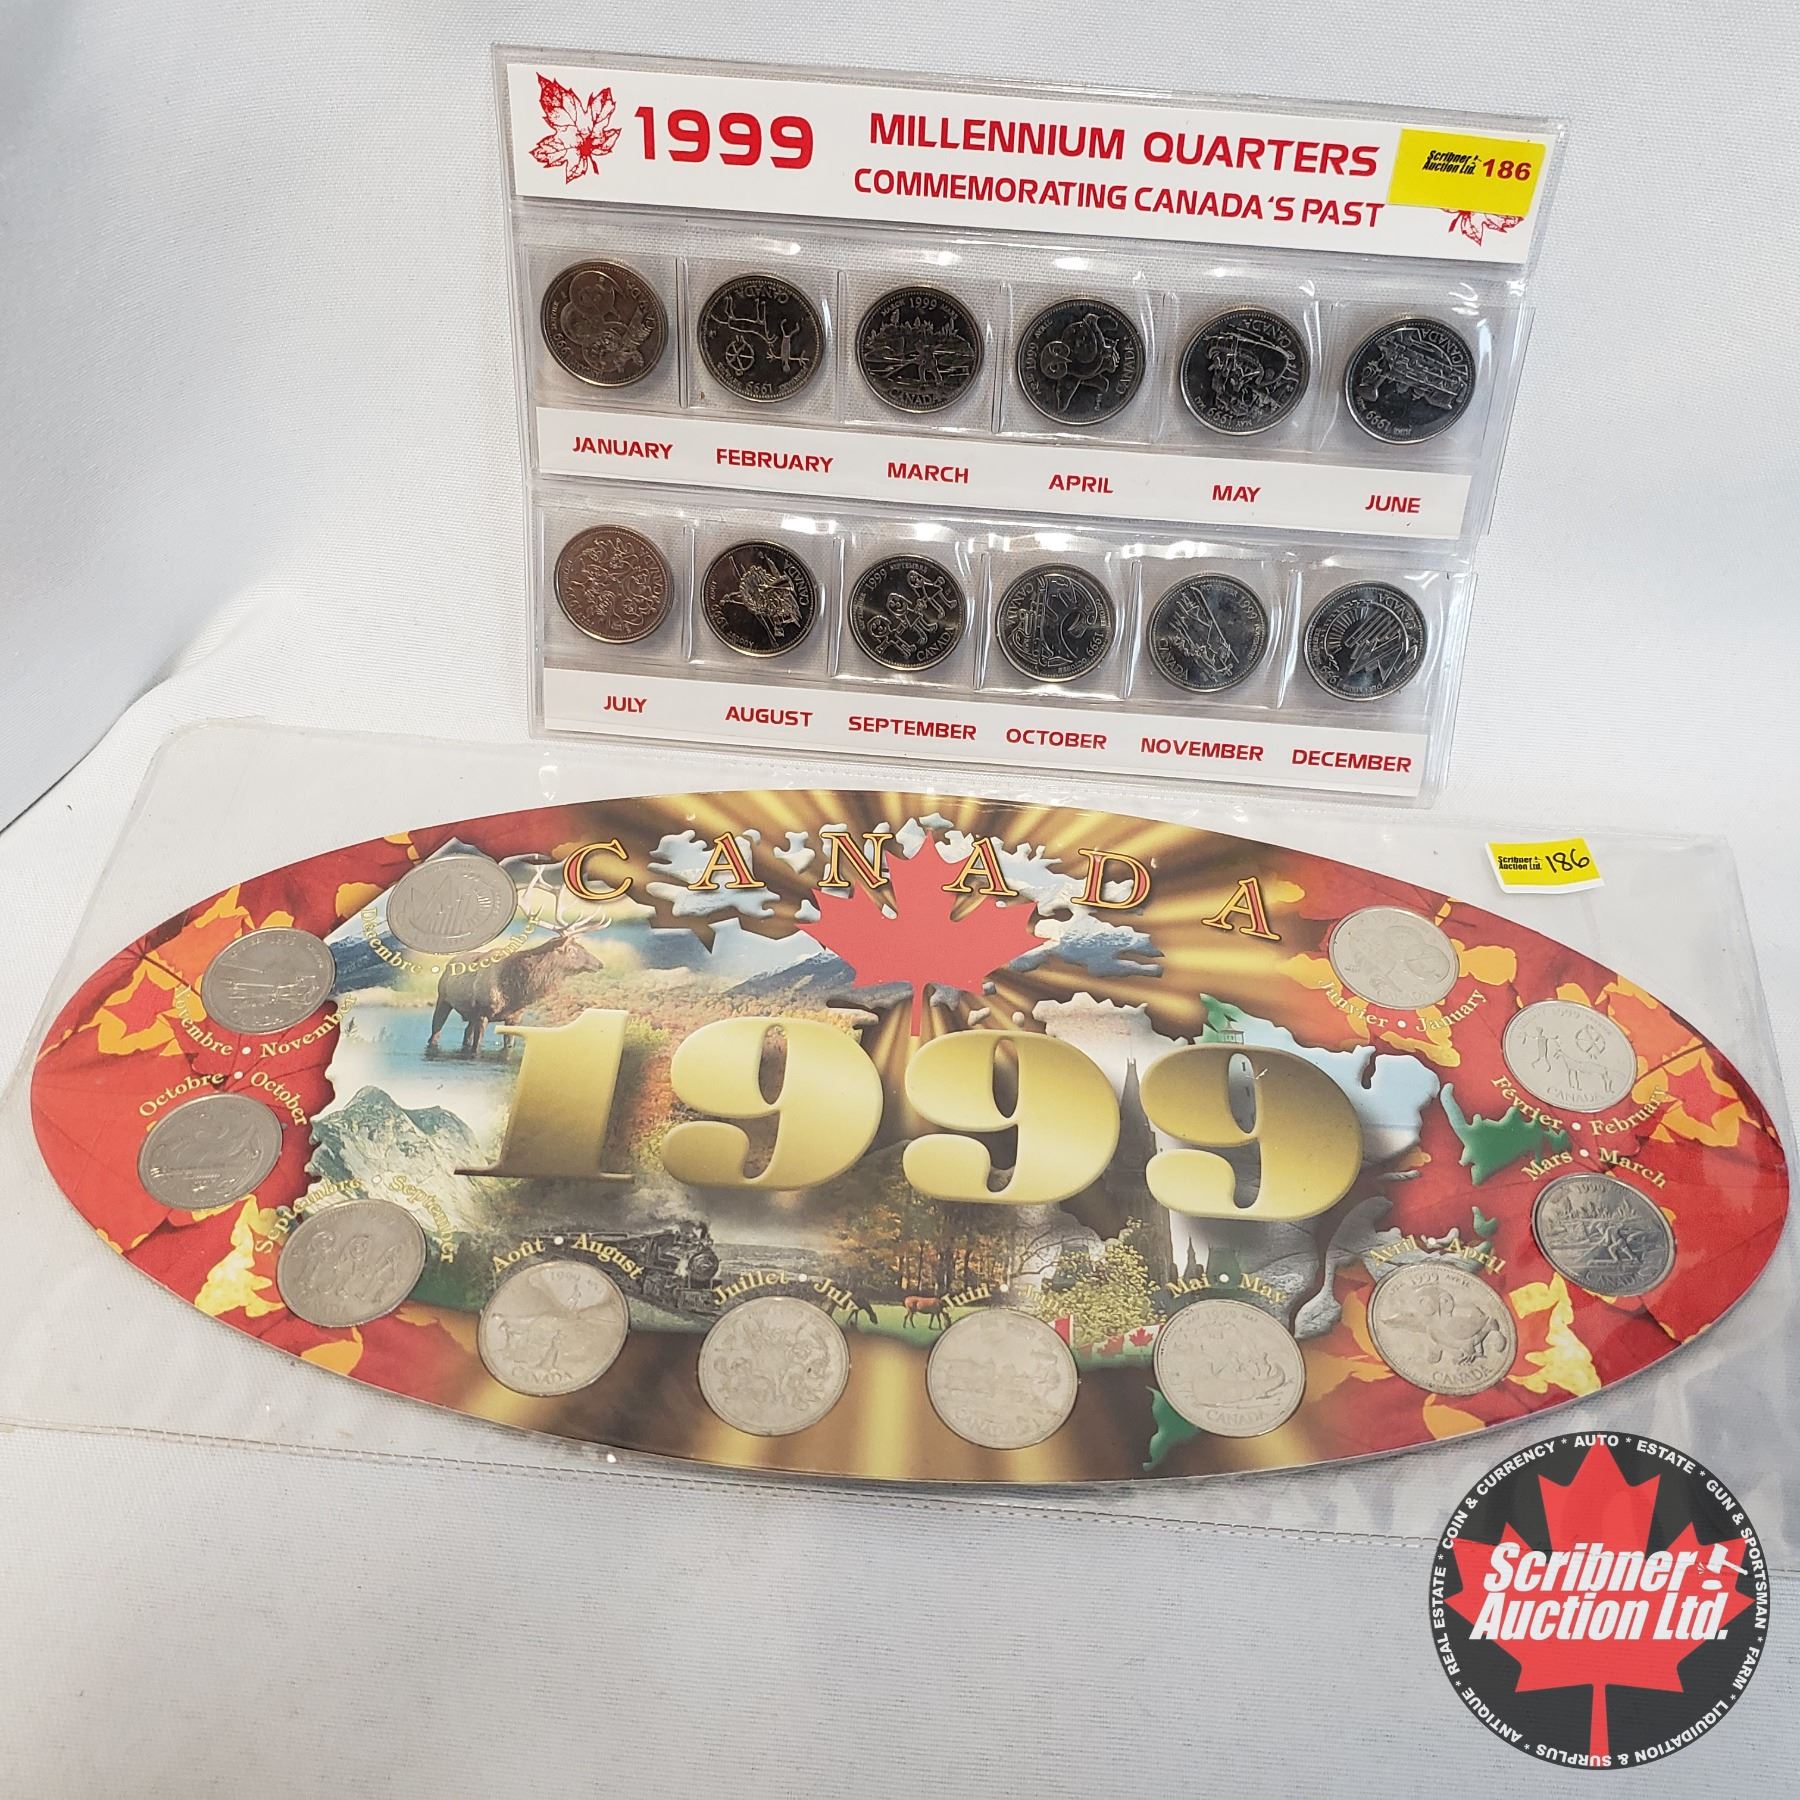 1999 MILLENNIUM QUARTERS
COMMEMORATING CANADA'S PAST
Scribner Auction Ltd. 186
JANUARY FEBRUARY MARCH APRIL MAY JUNE
JULY AUGUST SEPTEMBER OCTOBER NOVEMBER DECEMBER
Scribner Auction Ltd. 186
CANADA
1999
Janvier • January
Février • February
Mars • March
Avril • April
Mai • May
Juin • June
Juillet • July
Août • August
Septembre • September
Octobre • October
Novembre • November
Décembre • December
Scribner
Auction Ltd.
COIN & CURRENCY * AUTO * ESTATE * GUN & SPORTSMAN * FARM * LIQUIDATION & SURPLUS * ANTIQUE * REAL ESTATE *